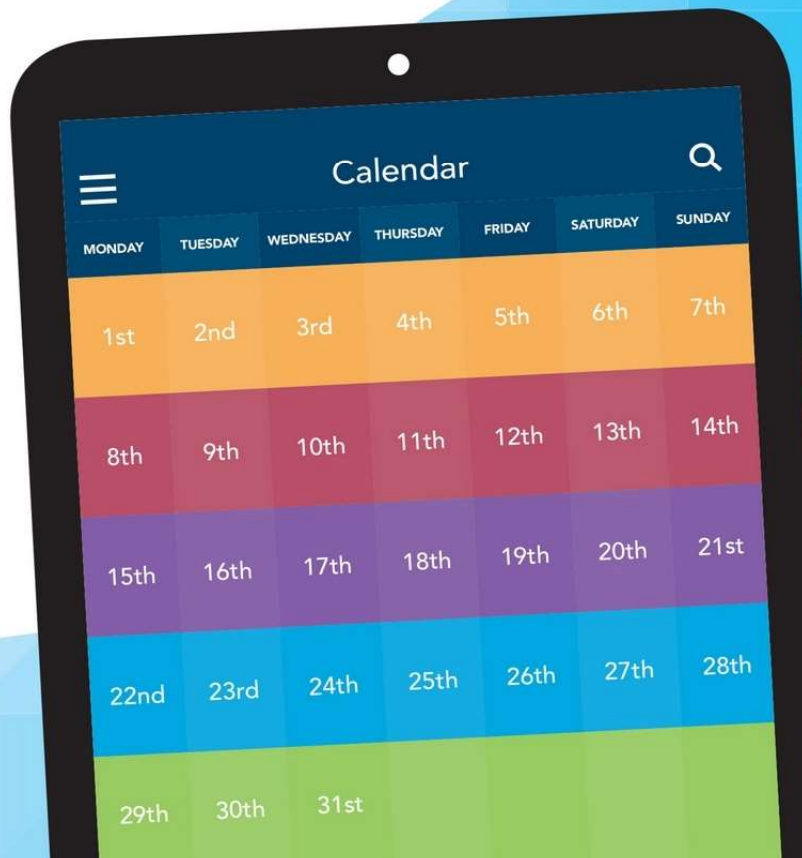 Calendar
MONDAY TUESDAY WEDNESDAY THURSDAY FRIDAY SATURDAY SUNDAY
1st 2nd 3rd 4th 5th 6th 7th
8th 9th 10th 11th 12th 13th 14th
15th 16th 17th 18th 19th 20th 21st
22nd 23rd 24th 25th 26th 27th 28th
29th 30th 31st